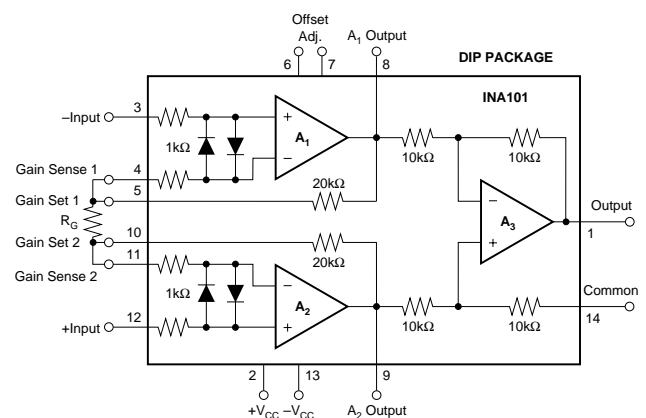 Offset
Adj.
A1 Output
6
7
8
DIP PACKAGE
INA101
–Input
3
1kΩ
+
–
A1
10kΩ
10kΩ
Gain Sense 1
4
Gain Set 1
5
20kΩ
RG
–
+
A3
Output
1
Gain Set 2
10
20kΩ
Gain Sense 2
11
1kΩ
–
+
A2
10kΩ
10kΩ
Common
14
+Input
12
2
13
9
+VCC
–VCC
A2 Output